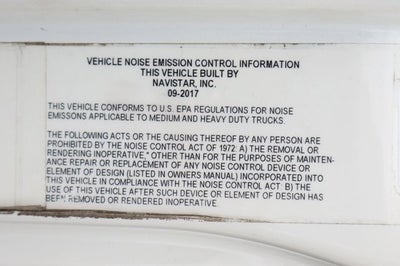 VEHICLE NOISE EMISSION CONTROL INFORMATION
THIS VEHICLE BUILT BY
NAVISTAR, INC.
09-2017
THIS VEHICLE CONFORMS TO U.S. EPA REGULATIONS FOR NOISE
EMISSONS APPLICABLE TO MEDIUM AND HEAVY DUTY TRUCKS.
THE FOLLOWING ACTS OR THE CAUSING THEREOF BY ANY PERSON ARE
PROHIBITED BY THE NOISE CONTROL ACT OF 1972: A) THE REMOVAL OR
RENDERING INOPERATIVE," OTHER THAN FOR THE PURPOSES OF MAINTEN-
ANCE REPAIR OR REPLACEMENT OF ANY NOISE CONTROL DEVICE OR
ELEMENT OF DESIGN (LISTED IN OWNERS MANUAL) INCORPORATED INTO
THIS VEHICLE IN COMPLIANCE WITH THE NOISE CONTROL ACT. B) THE
USE OF THIS VEHICLE AFTER SUCH DEVICE OR ELEMENT OF DESIGN HAS
BEEN REMOVED OR RENDERED INOPERATIVE.